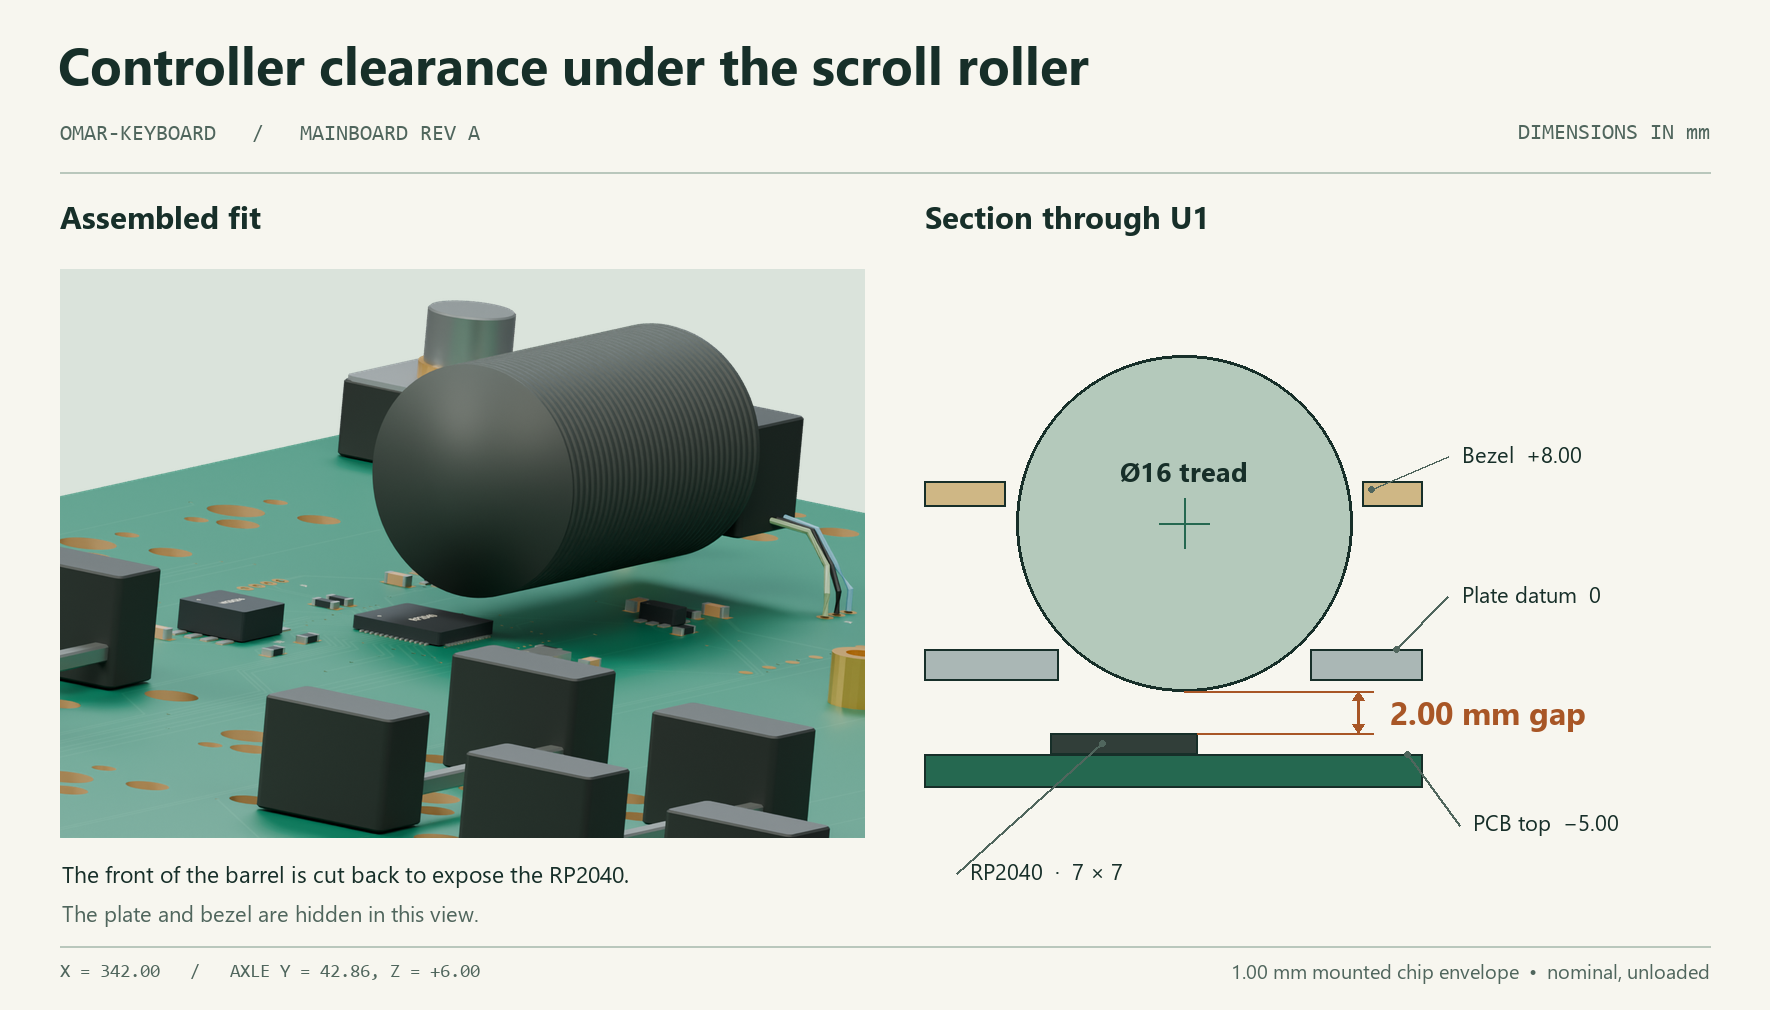 Controller clearance under the scroll roller
OMAR-KEYBOARD / MAINBOARD REV A
DIMENSIONS IN mm
Assembled fit
Section through U1
Ø16 tread
Bezel +8.00
Plate datum 0
2.00 mm gap
PCB top −5.00
RP2040 · 7 × 7
The front of the barrel is cut back to expose the RP2040.
The plate and bezel are hidden in this view.
X = 342.00 / AXLE Y = 42.86, Z = +6.00
1.00 mm mounted chip envelope • nominal, unloaded